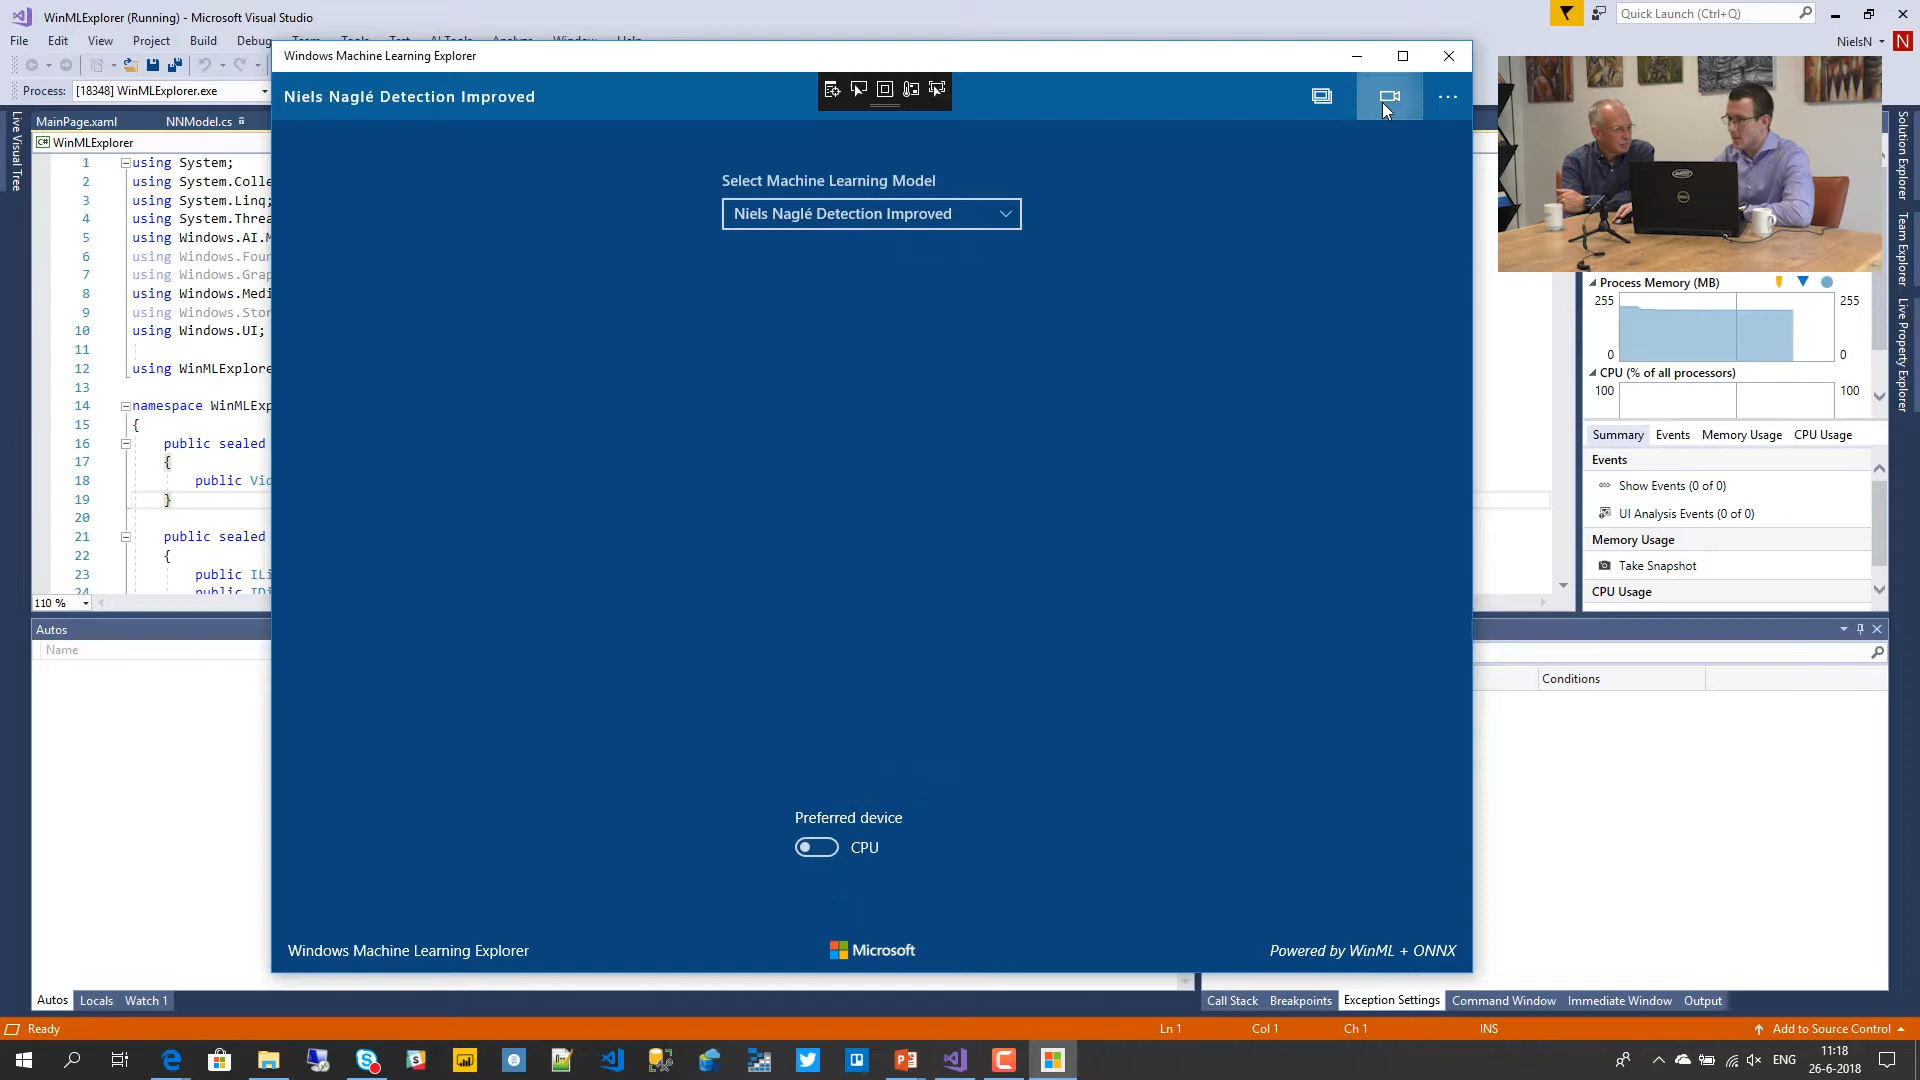 WinMLExplorer (Running) - Microsoft Visual Studio
Quick Launch (Ctrl+Q)
File Edit View Project Build Debug
NielsN
N
Process: [18348] WinMLExplorer.exe
Windows Machine Learning Explorer
Niels Naglé Detection Improved
MainPage.xaml NNModel.cs
WinMLExplorer
Live Visual Tree
1 using System;
2 using System.Colle
3 using System.Linq;
4 using System.Threa
5 using Windows.AI.M
6 using Windows.Four
7 using Windows.Grap
8 using Windows.Medi
9 using Windows.Stor
10 using Windows.UI;
11
12 using WinMLExplore
13
14 namespace WinMLExp
15 {
16 public sealed
17 {
18 public Vid
19 }
20
21 public sealed
22 {
23 public ILi
24 public IDi
110 %
Select Machine Learning Model
Niels Naglé Detection Improved
Preferred device
CPU
Windows Machine Learning Explorer
Microsoft
Powered by WinML + ONNX
DELL
Solution Explorer
Team Explorer
Live Property Explorer
Process Memory (MB)
255 255
0 0
CPU (% of all processors)
100 100
Summary Events Memory Usage CPU Usage
Events
Show Events (0 of 0)
UI Analysis Events (0 of 0)
Memory Usage
Take Snapshot
CPU Usage
Autos
Name
Conditions
Autos Locals Watch 1
Call Stack Breakpoints Exception Settings Command Window Immediate Window Output
Ready
Ln 1 Col 1 Ch 1 INS
Add to Source Control
ENG
11:18
26-6-2018